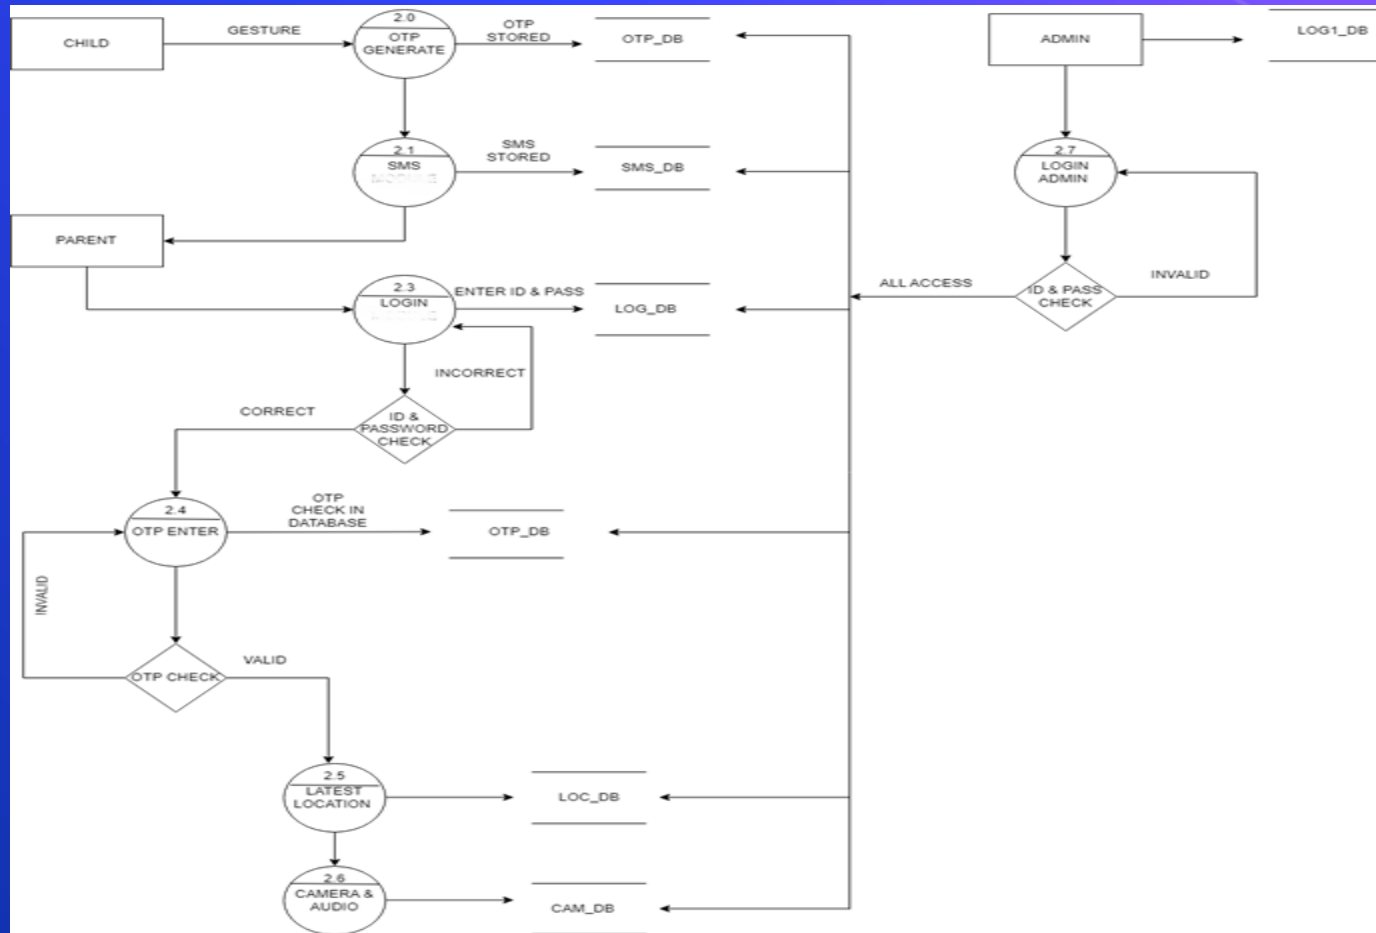 CHILD
GESTURE
2.0
OTP
GENERATE
OTP
STORED
OTP_DB
ADMIN
LOG1_DB
2.1
SMS
SMS
STORED
SMS_DB
2.7
LOGIN
ADMIN
PARENT
2.3
LOGIN
ENTER ID & PASS
LOG_DB
ALL ACCESS
ID & PASS
CHECK
INVALID
INCORRECT
CORRECT
ID &
PASSWORD
CHECK
2.4
OTP ENTER
OTP
CHECK IN
DATABASE
OTP_DB
INVALID
OTP CHECK
VALID
2.5
LATEST
LOCATION
LOC_DB
2.6
CAMERA &
AUDIO
CAM_DB